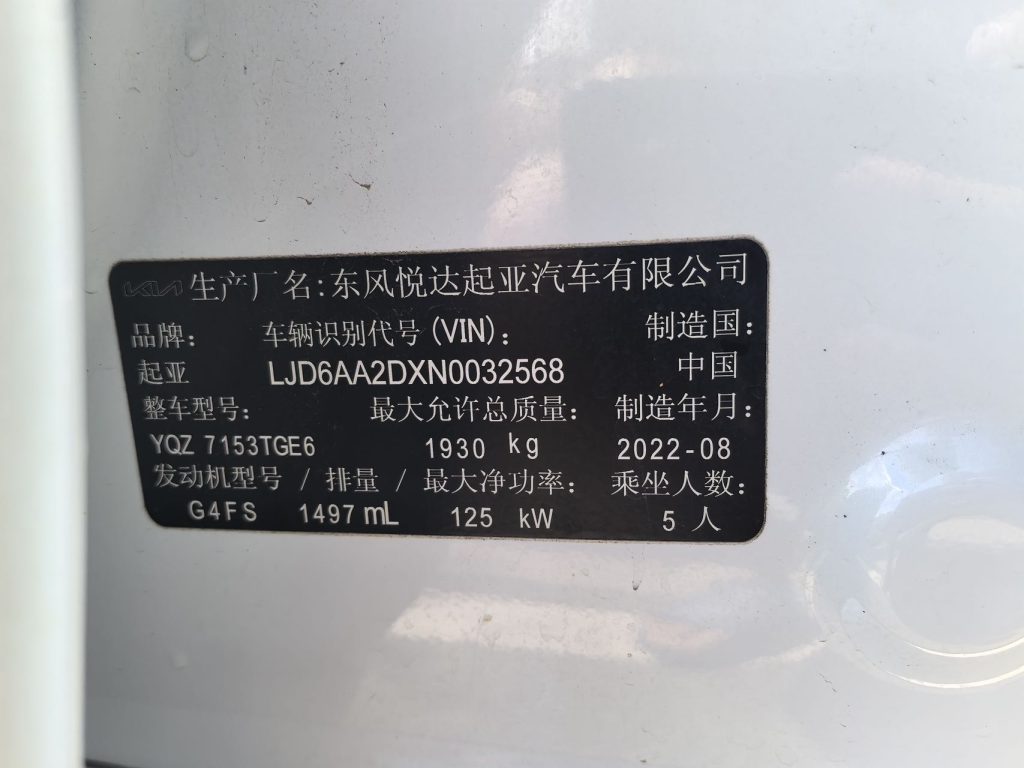 KIA 生产厂名:东风悦达起亚汽车有限公司
品牌: 车辆识别代号(VIN): 制造国:
起亚 LJD6AA2DXN0032568 中国
整车型号: 最大允许总质量: 制造年月:
YQZ 7153TGE6 1930 kg 2022-08
发动机型号 / 排量 / 最大净功率: 乘坐人数:
G4FS 1497 mL 125 kW 5 人